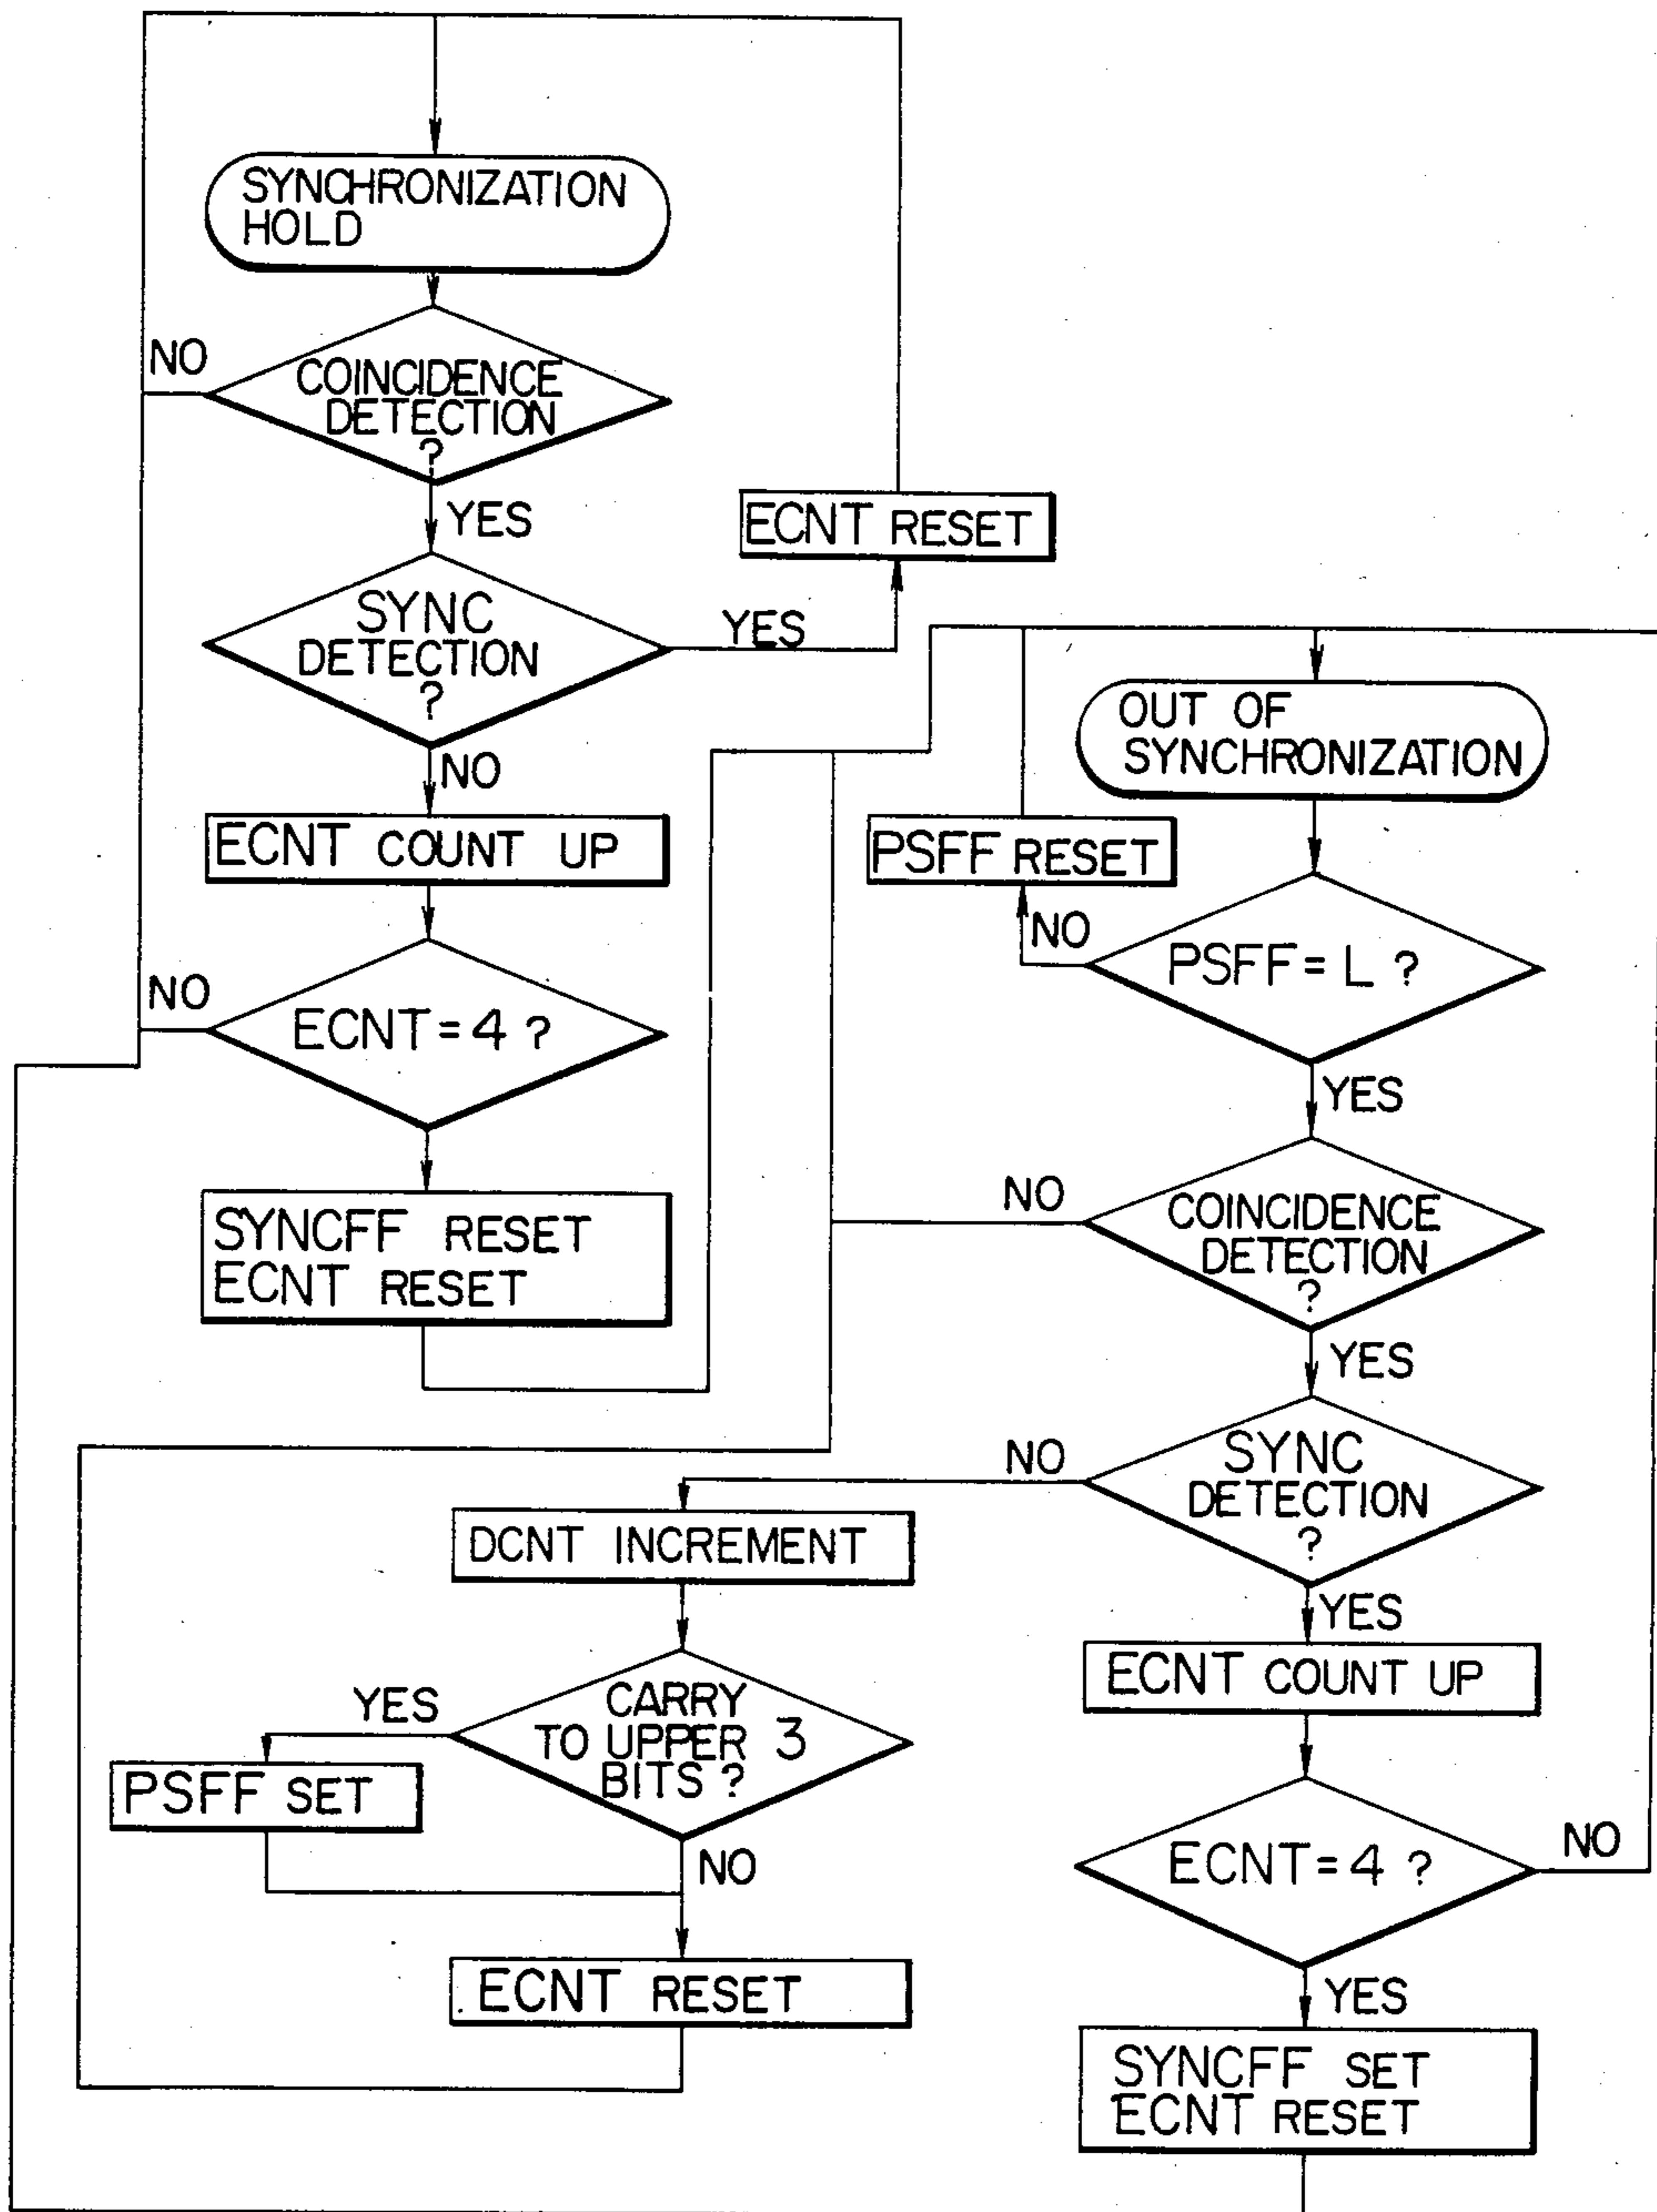 SYNCHRONIZATION
HOLD
NO
COINCIDENCE
DETECTION
?
YES
ECNT RESET
SYNC
DETECTION
?
YES
NO
ECNT COUNT UP
NO
ECNT=4 ?
SYNCFF RESET
ECNT RESET
OUT OF
SYNCHRONIZATION
PSFF RESET
NO
PSFF=L ?
YES
NO
COINCIDENCE
DETECTION
?
YES
NO
SYNC
DETECTION
?
DCNT INCREMENT
YES
CARRY
TO UPPER 3
BITS ?
PSFF SET
NO
ECNT RESET
YES
ECNT COUNT UP
ECNT=4 ?
NO
YES
SYNCFF SET
ECNT RESET